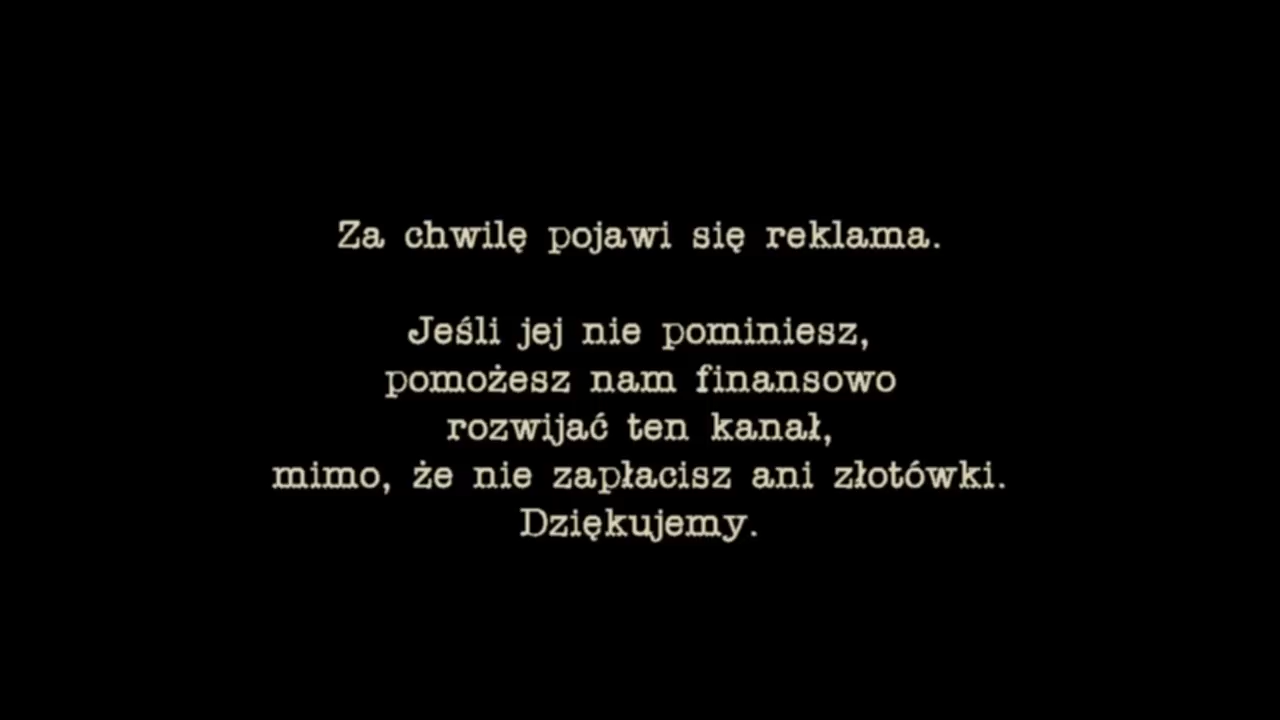 Za chwilę pojawi się reklama.
Jeśli jej nie pominiesz,
pomożesz nam finansowo
rozwijać ten kanał,
mimo, że nie zapłacisz ani złotówki.
Dziękujemy.